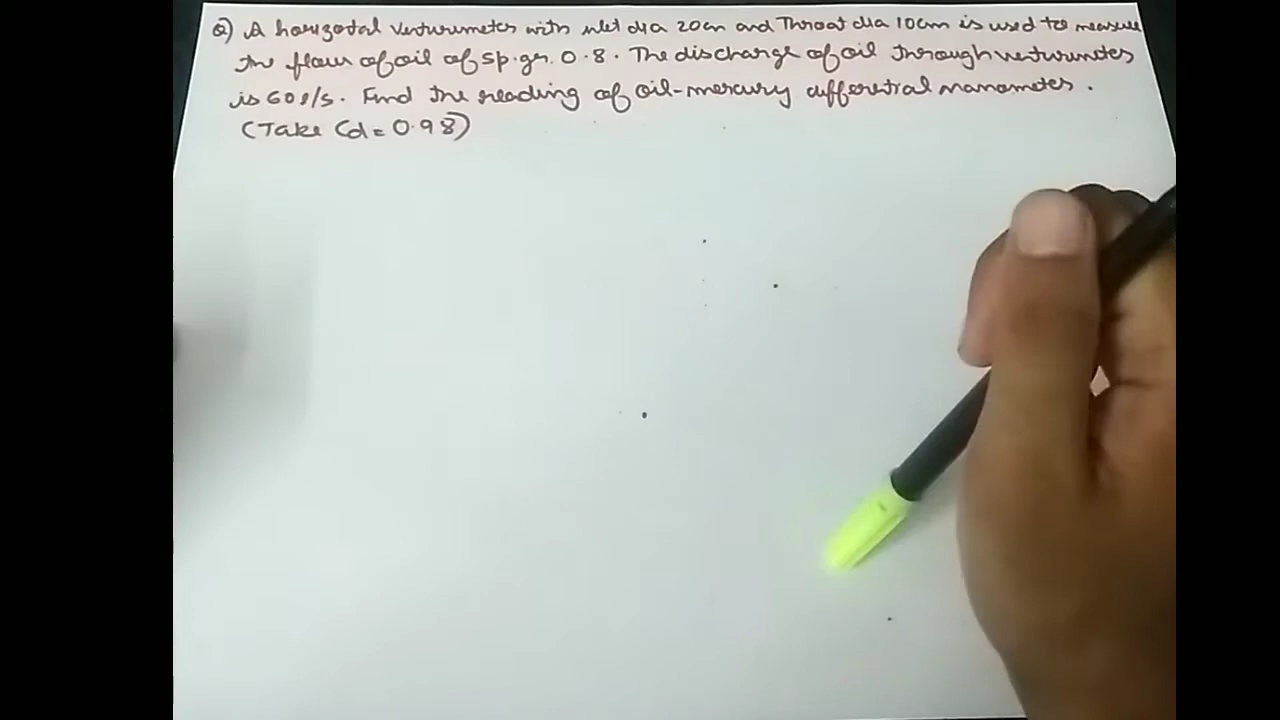 Q) A horizotal Venturimeter with inlet dia 20cm and Throat dia 10cm is used to measure
the flow of oil of sp.gr. 0.8. The discharge of oil through venturimeter
is 60 l/s. Find the reading of oil-mercury differential manometer.
(Take Cd = 0.98)